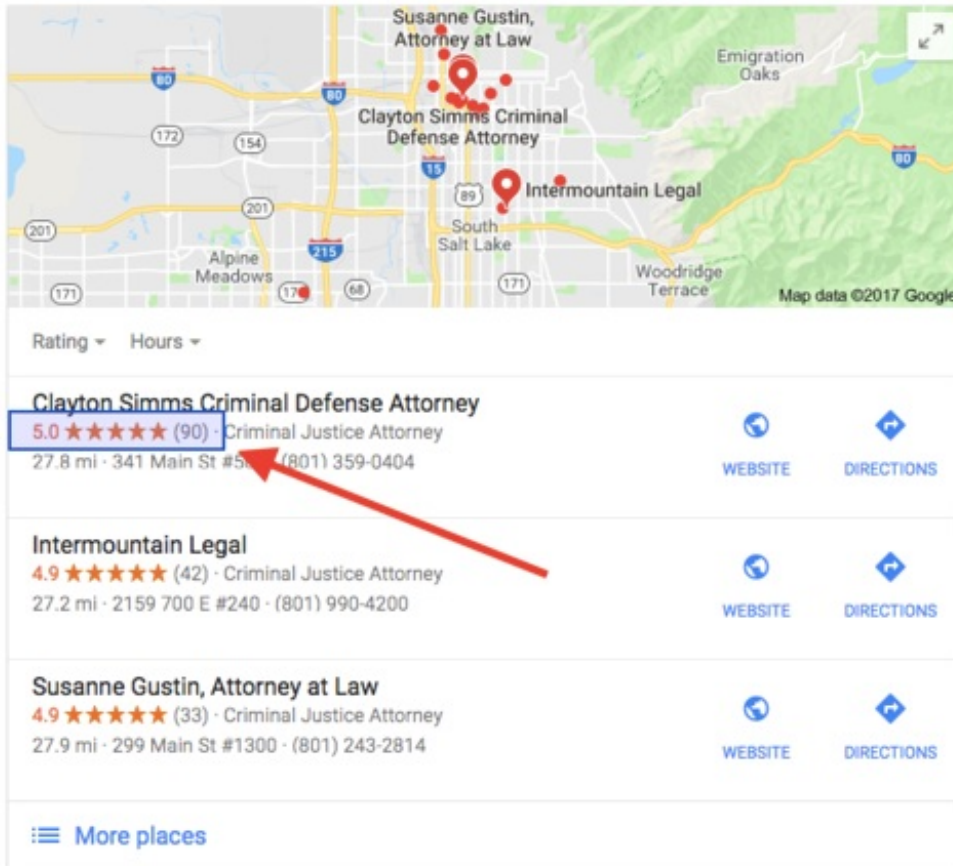 Susanne Gustin,
Attorney at Law
Emigration
Oaks
80
80
Clayton Simms Criminal
Defense Attorney
172
154
15
80
89
Intermountain Legal
201
201
South
Salt Lake
215
Alpine
Meadows
Woodridge
Terrace
171
68
171
Map data ©2017 Google
Rating Hours
Clayton Simms Criminal Defense Attorney
5.0 ★★★★★ (90) · Criminal Justice Attorney
27.8 mi · 341 Main St · (801) 359-0404
WEBSITE DIRECTIONS
Intermountain Legal
4.9 ★★★★★ (42) · Criminal Justice Attorney
27.2 mi · 2159 700 E #240 · (801) 990-4200
WEBSITE DIRECTIONS
Susanne Gustin, Attorney at Law
4.9 ★★★★★ (33) · Criminal Justice Attorney
27.9 mi · 299 Main St #1300 · (801) 243-2814
WEBSITE DIRECTIONS
More places